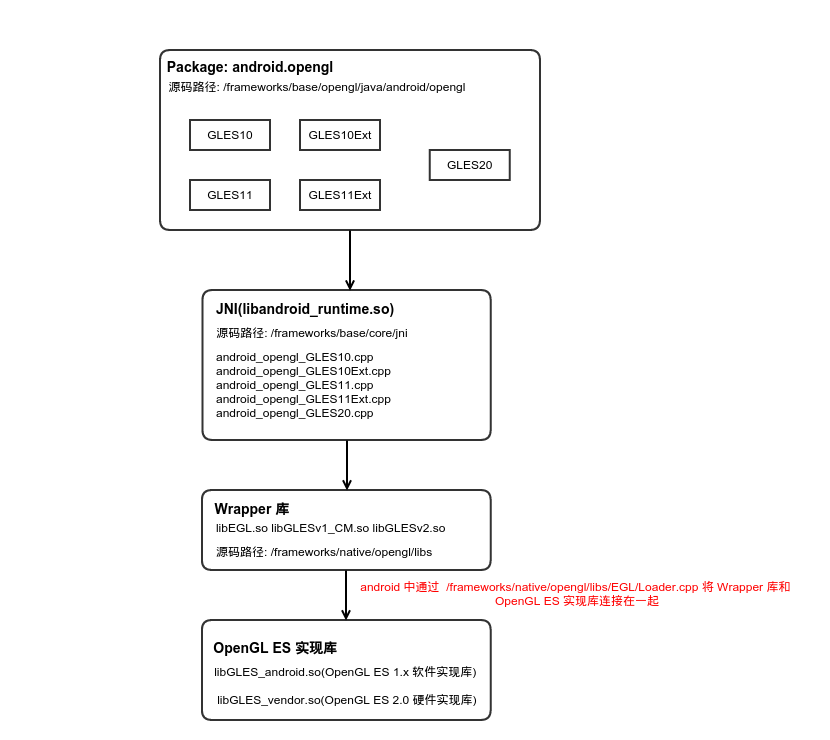 Package: android.opengl
源码路径: /frameworks/base/opengl/java/android/opengl
GLES10
GLES10Ext
GLES20
GLES11
GLES11Ext
JNI(libandroid_runtime.so)
源码路径: /frameworks/base/core/jni
android_opengl_GLES10.cpp
android_opengl_GLES10Ext.cpp
android_opengl_GLES11.cpp
android_opengl_GLES11Ext.cpp
android_opengl_GLES20.cpp
Wrapper 库
libEGL.so libGLESv1_CM.so libGLESv2.so
源码路径: /frameworks/native/opengl/libs
android 中通过 /frameworks/native/opengl/libs/EGL/Loader.cpp 将 Wrapper 库和
OpenGL ES 实现库连接在一起
OpenGL ES 实现库
libGLES_android.so(OpenGL ES 1.x 软件实现库)
libGLES_vendor.so(OpenGL ES 2.0 硬件实现库)